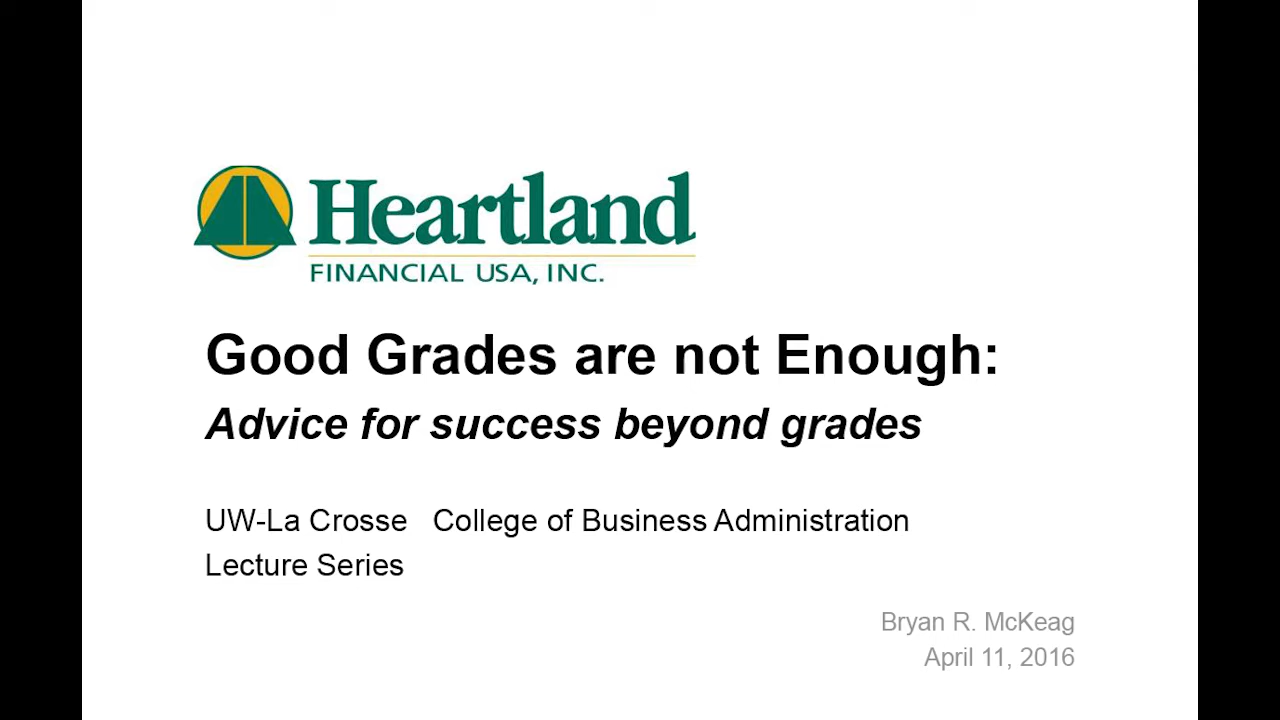 Heartland
FINANCIAL USA, INC.
Good Grades are not Enough:
Advice for success beyond grades
UW-La Crosse College of Business Administration
Lecture Series
Bryan R. McKeag
April 11, 2016